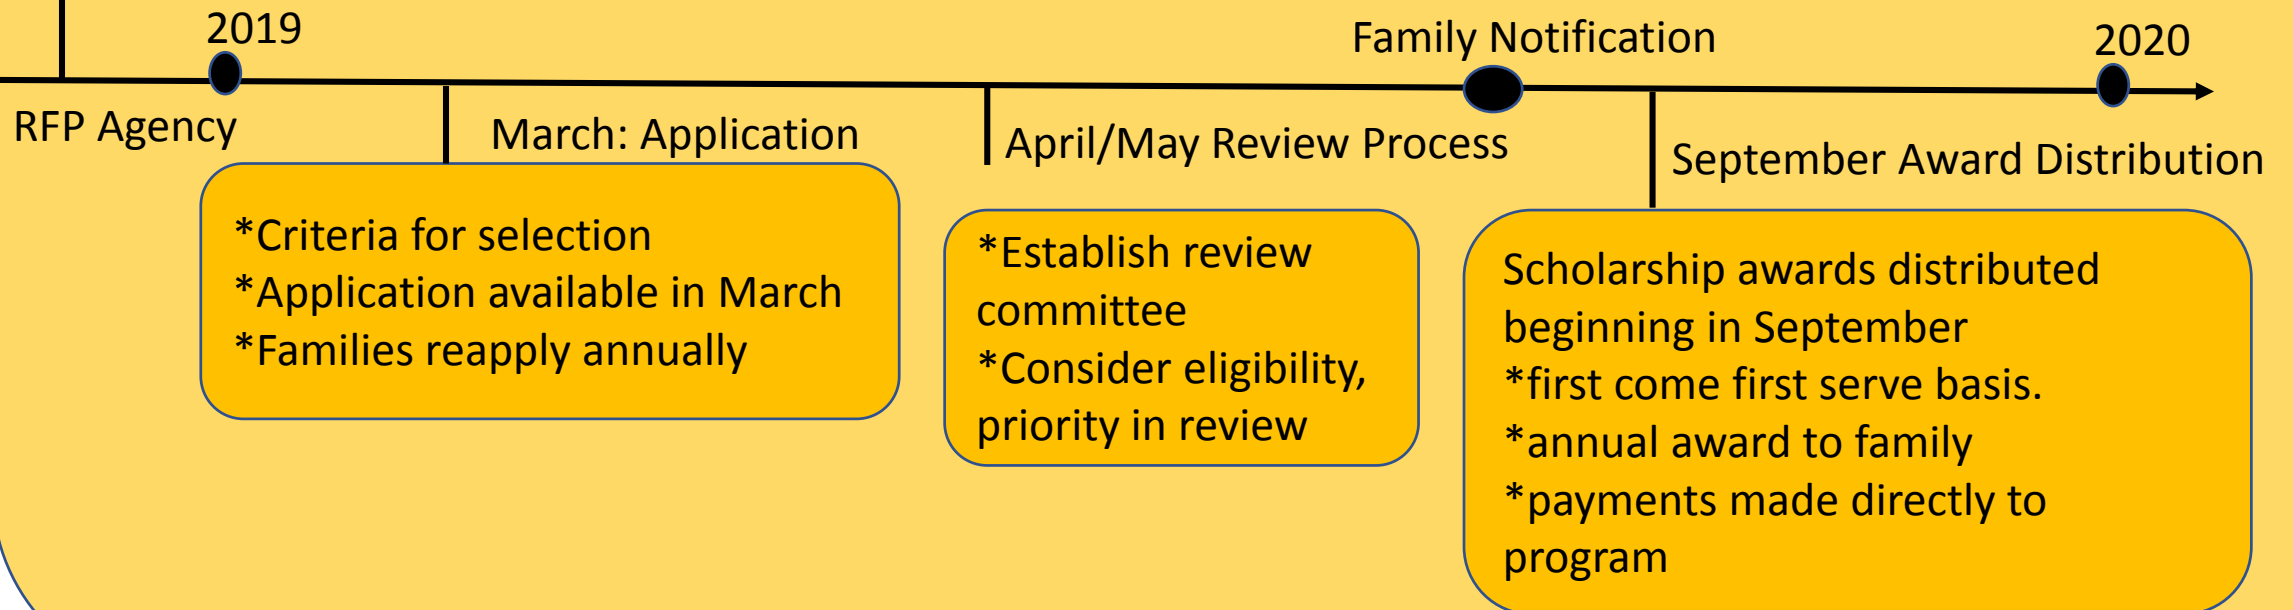 2019
Family Notification
2020
RFP Agency
March: Application
April/May Review Process
September Award Distribution
*Criteria for selection
*Application available in March
*Families reapply annually
*Establish review
committee
*Consider eligibility,
priority in review
Scholarship awards distributed
beginning in September
*first come first serve basis.
*annual award to family
*payments made directly to
program